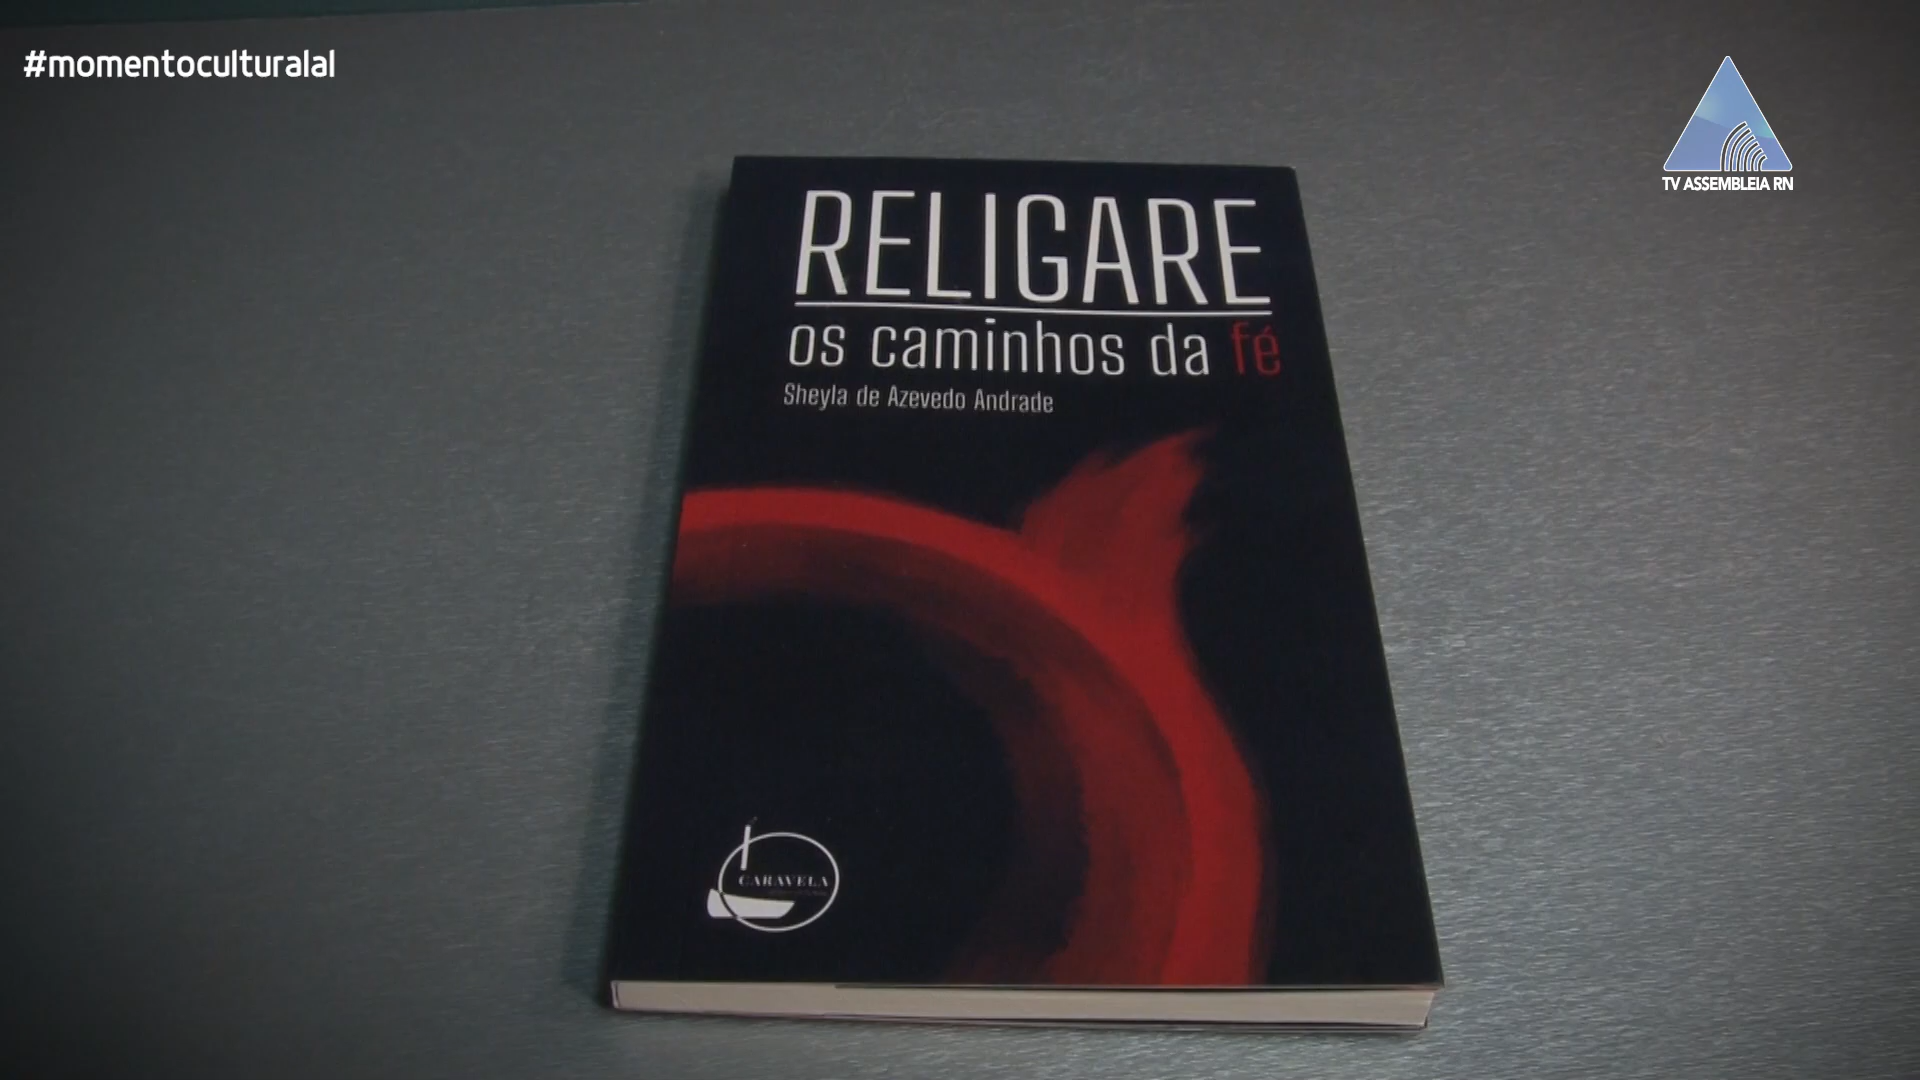 #momentoculturalal
TV ASSEMBLEIA RN
RELIGARE
os caminhos da fé
Sheyla de Azevedo Andrade
CARAVELA